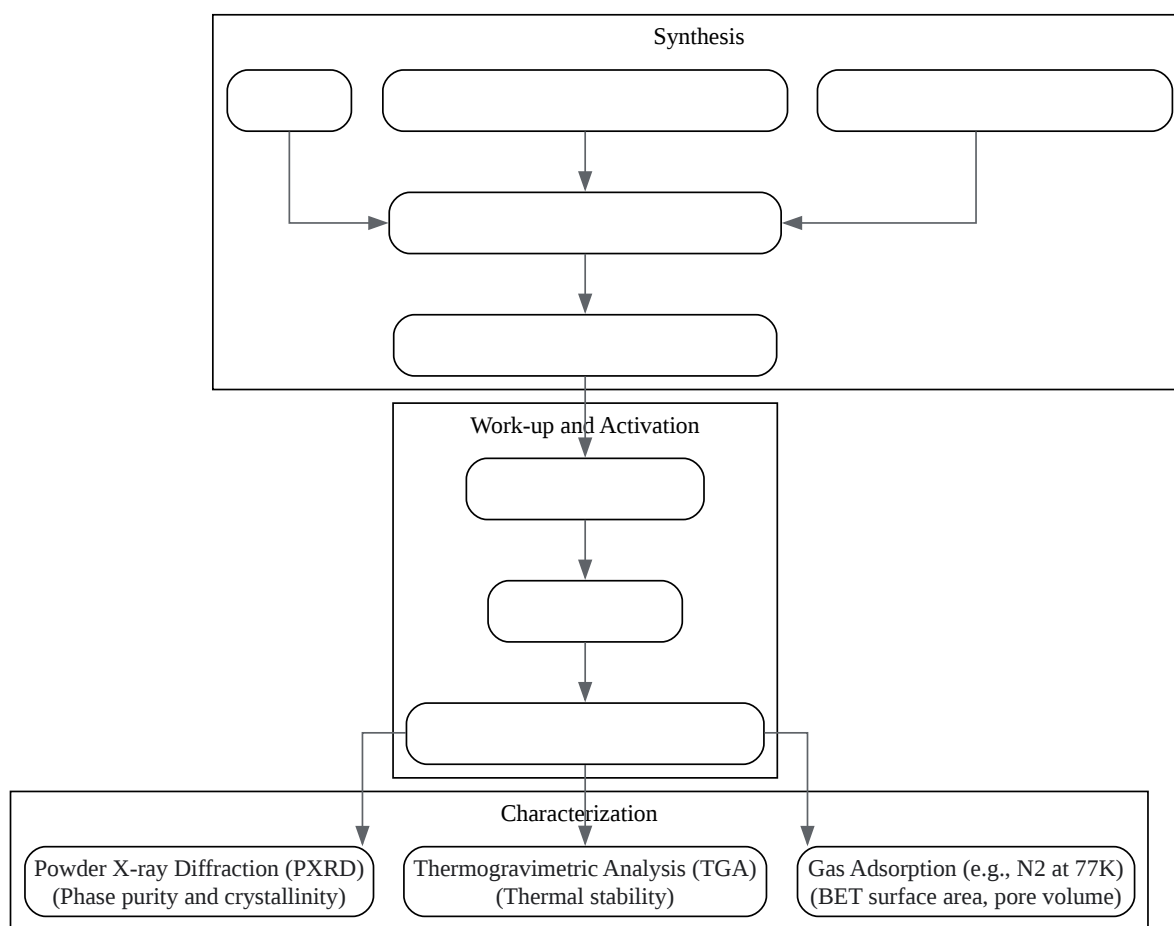 Synthesis
Work-up and Activation
Characterization
Powder X-ray Diffraction (PXRD)
(Phase purity and crystallinity)
Thermogravimetric Analysis (TGA)
(Thermal stability)
Gas Adsorption (e.g., N2 at 77K)
(BET surface area, pore volume)